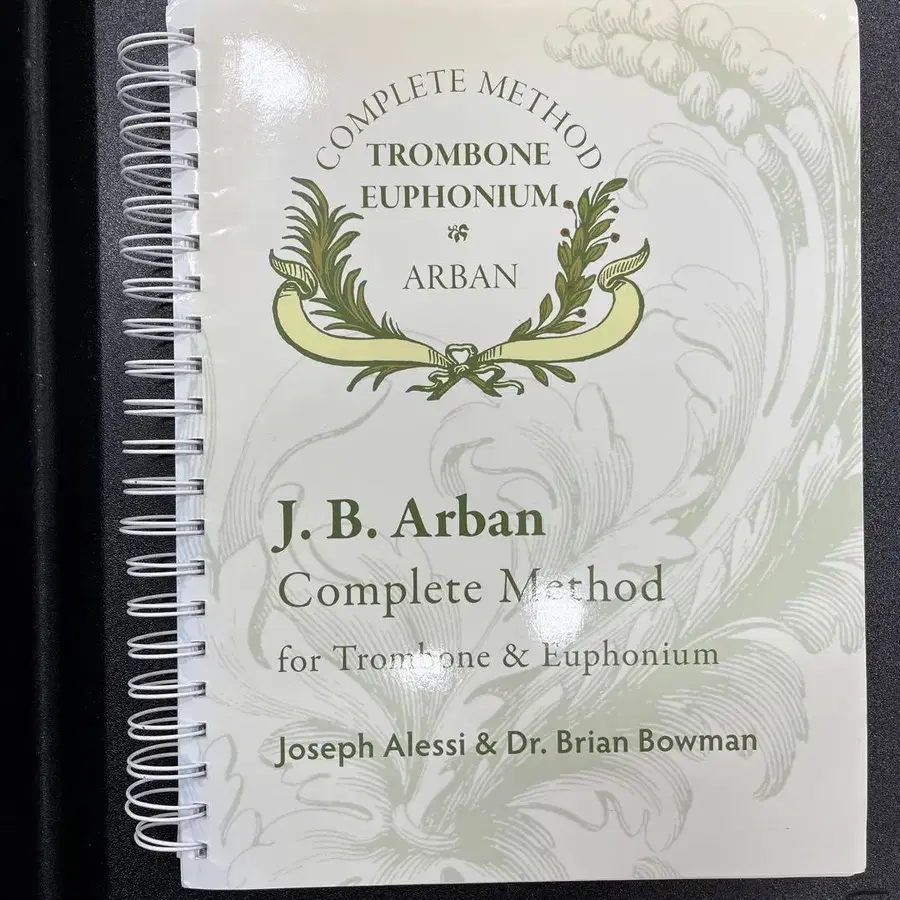 COMPLETE METHOD
TROMBONE
EUPHONIUM
ARBAN
J. B. Arban
Complete Method
for Trombone & Euphonium
Joseph Alessi & Dr. Brian Bowman